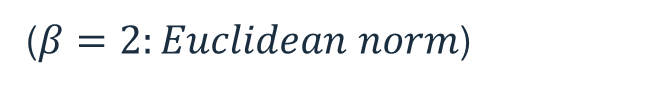 (β = 2: Euclidean norm)